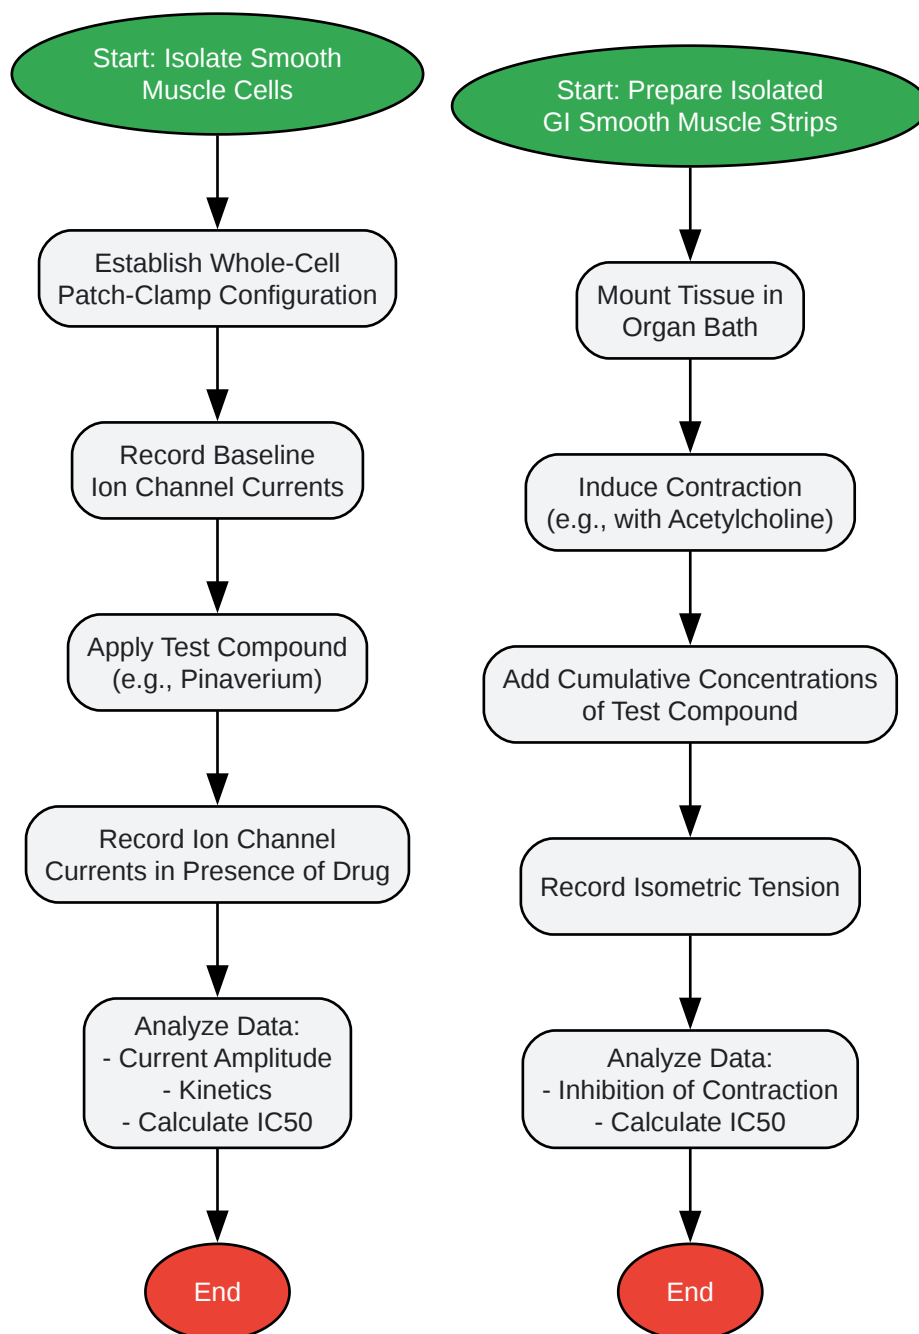 Start: Isolate Smooth
Muscle Cells
Establish Whole-Cell
Patch-Clamp Configuration
Record Baseline
Ion Channel Currents
Apply Test Compound
(e.g., Pinaverium)
Record Ion Channel
Currents in Presence of Drug
Analyze Data:
- Current Amplitude
- Kinetics
- Calculate IC50
End
Start: Prepare Isolated
GI Smooth Muscle Strips
Mount Tissue in
Organ Bath
Induce Contraction
(e.g., with Acetylcholine)
Add Cumulative Concentrations
of Test Compound
Record Isometric Tension
Analyze Data:
- Inhibition of Contraction
- Calculate IC50
End